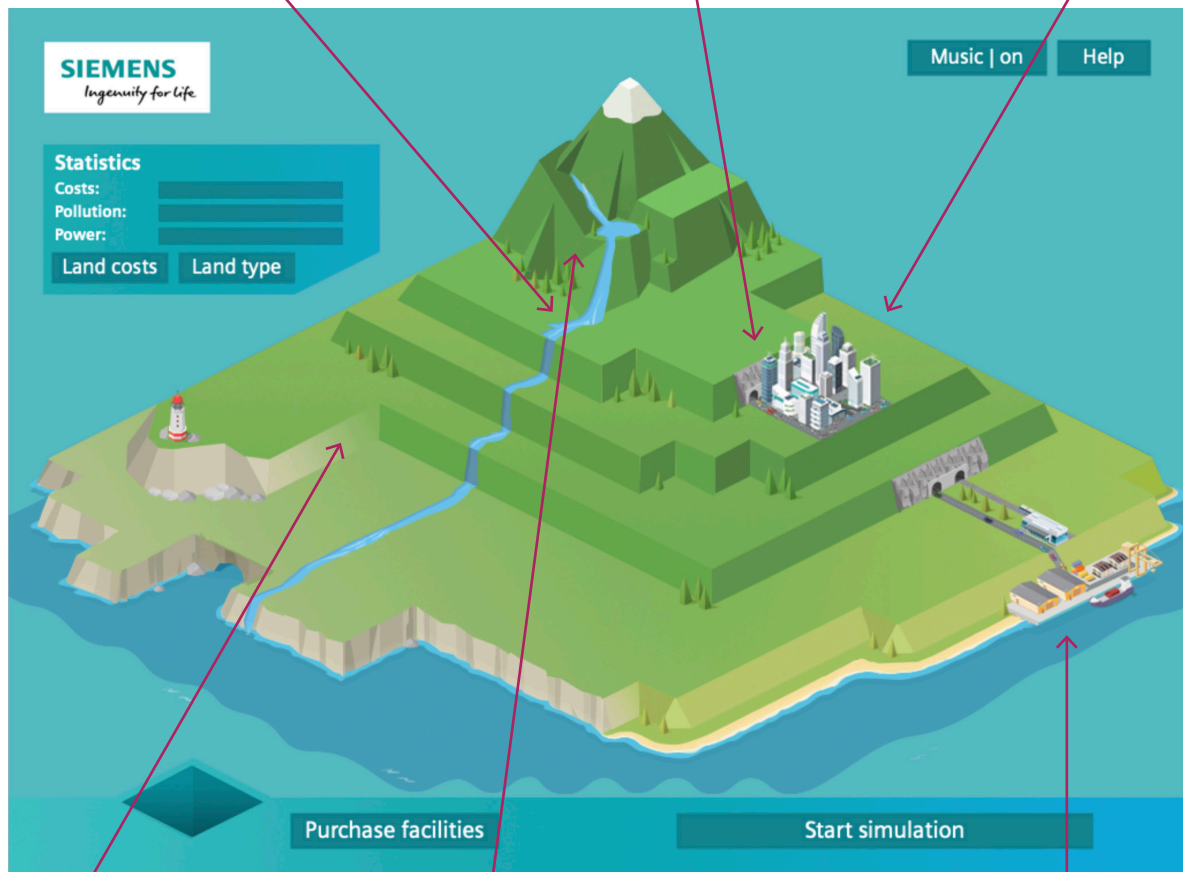 SIEMENS
Ingenuity for life
Music | on
Help
Statistics
Costs:
Pollution:
Power:
Land costs
Land type
Purchase facilities
Start simulation